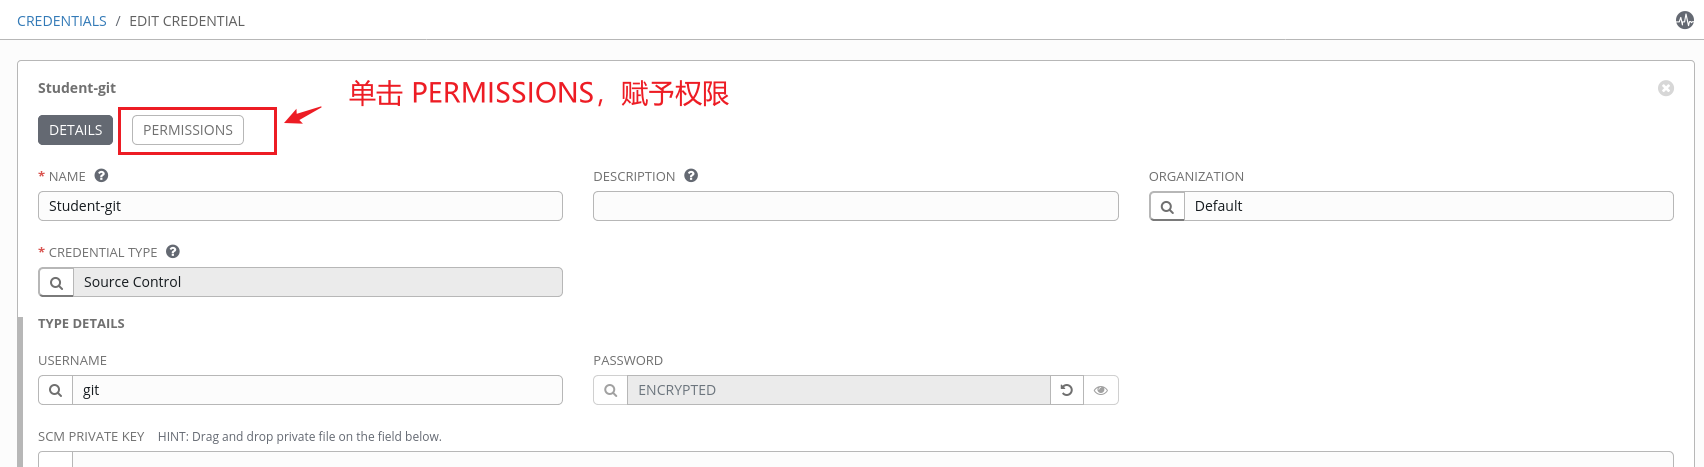 CREDENTIALS / EDIT CREDENTIAL
Student-git
单击 PERMISSIONS，赋予权限
DETAILS PERMISSIONS
* NAME
DESCRIPTION
ORGANIZATION
Student-git
Default
* CREDENTIAL TYPE
Source Control
TYPE DETAILS
USERNAME
PASSWORD
git
ENCRYPTED
SCM PRIVATE KEY HINT: Drag and drop private file on the field below.